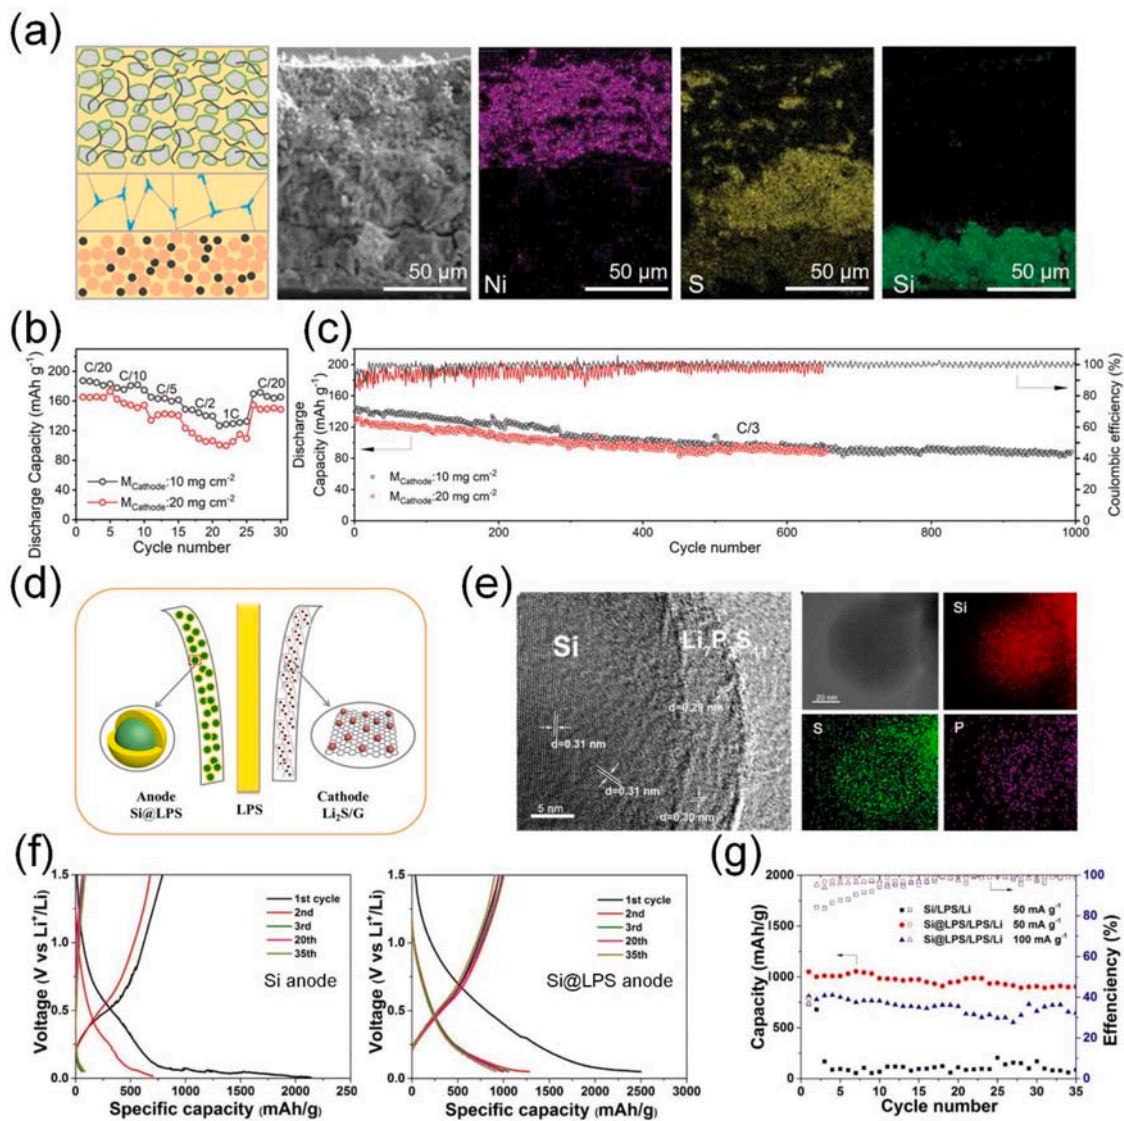 (a)
50 μm
Ni
50 μm
S
50 μm
Si
50 μm
(b)
Discharge Capacity (mAh g⁻¹)
200
160
120
80
40
0
C/20
C/10
C/5
C/2
1C
C/20
M_Cathode:10 mg cm⁻²
M_Cathode:20 mg cm⁻²
0 5 10 15 20 25 30
Cycle number
(c)
Discharge
Capacity (mAh g⁻¹)
200
160
120
80
40
0
C/3
M_Cathode:10 mg cm⁻²
M_Cathode:20 mg cm⁻²
0 200 400 600 800 1000
Cycle number
100
80
60
40
20
0
Coulombic efficiency (%)
(d)
Anode
Si@LPS
LPS
Cathode
Li₂S/G
(e)
Si
Li₇P₃S₁₁
d=0.29 nm
d=0.31 nm
d=0.31 nm
d=0.30 nm
5 nm
20 nm
Si
S
P
(f)
Voltage (V vs Li⁺/Li)
1.5
1.0
0.5
0.0
1st cycle
2nd
3rd
20th
35th
Si anode
0 500 1000 1500 2000 250
Specific capacity (mAh/g)
Voltage (V vs Li⁺/Li)
1.5
1.0
0.5
0.0
1st cycle
2nd
3rd
20th
35th
Si@LPS anode
0 500 1000 1500 2000 2500 3000
Specific capacity (mAh/g)
(g)
Capacity (mAh/g)
2000
1500
1000
500
0
Si/LPS/Li 50 mA g⁻¹
Si@LPS/LPS/Li 50 mA g⁻¹
Si@LPS/LPS/Li 100 mA g⁻¹
0 5 10 15 20 25 30 35
Cycle number
100
80
60
40
20
0
Effenciency (%)